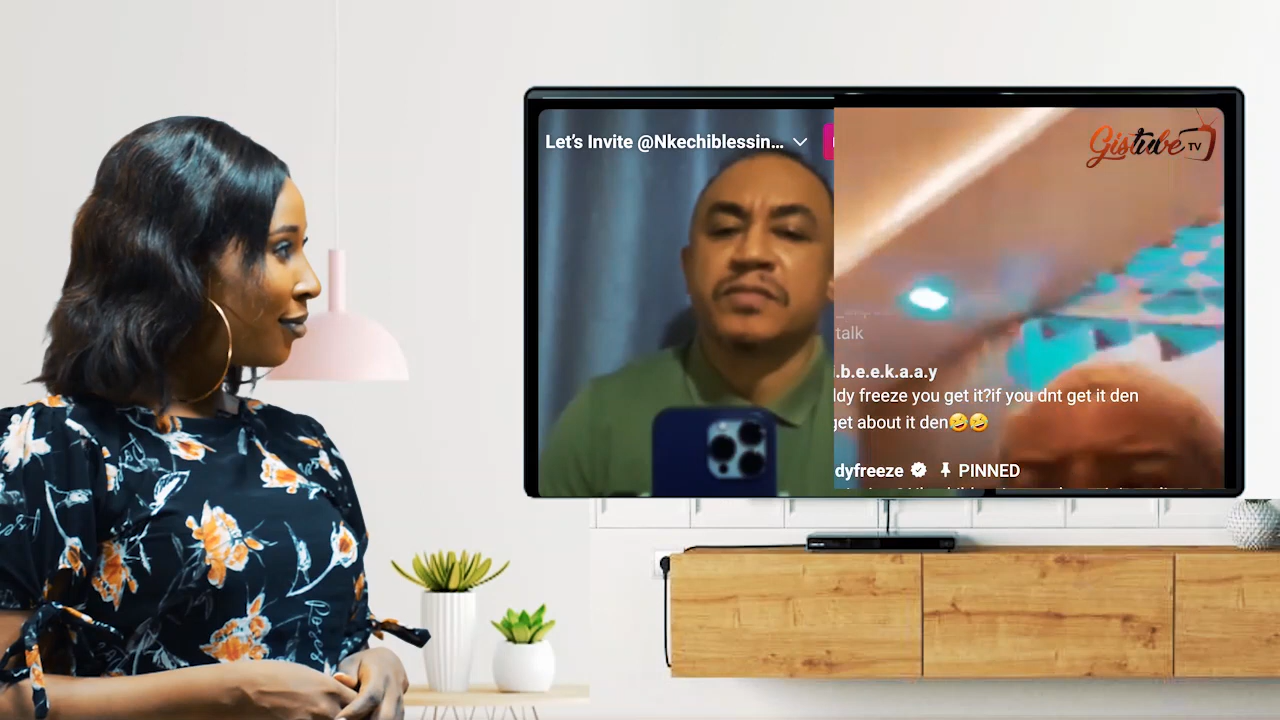 Let's Invite @Nkechiblessin...
Gistube TV
talk
.b.e.e.k.a.a.y
ddy freeze you get it?if you dnt get it den
get about it den🤣🤣
dyfreeze PINNED